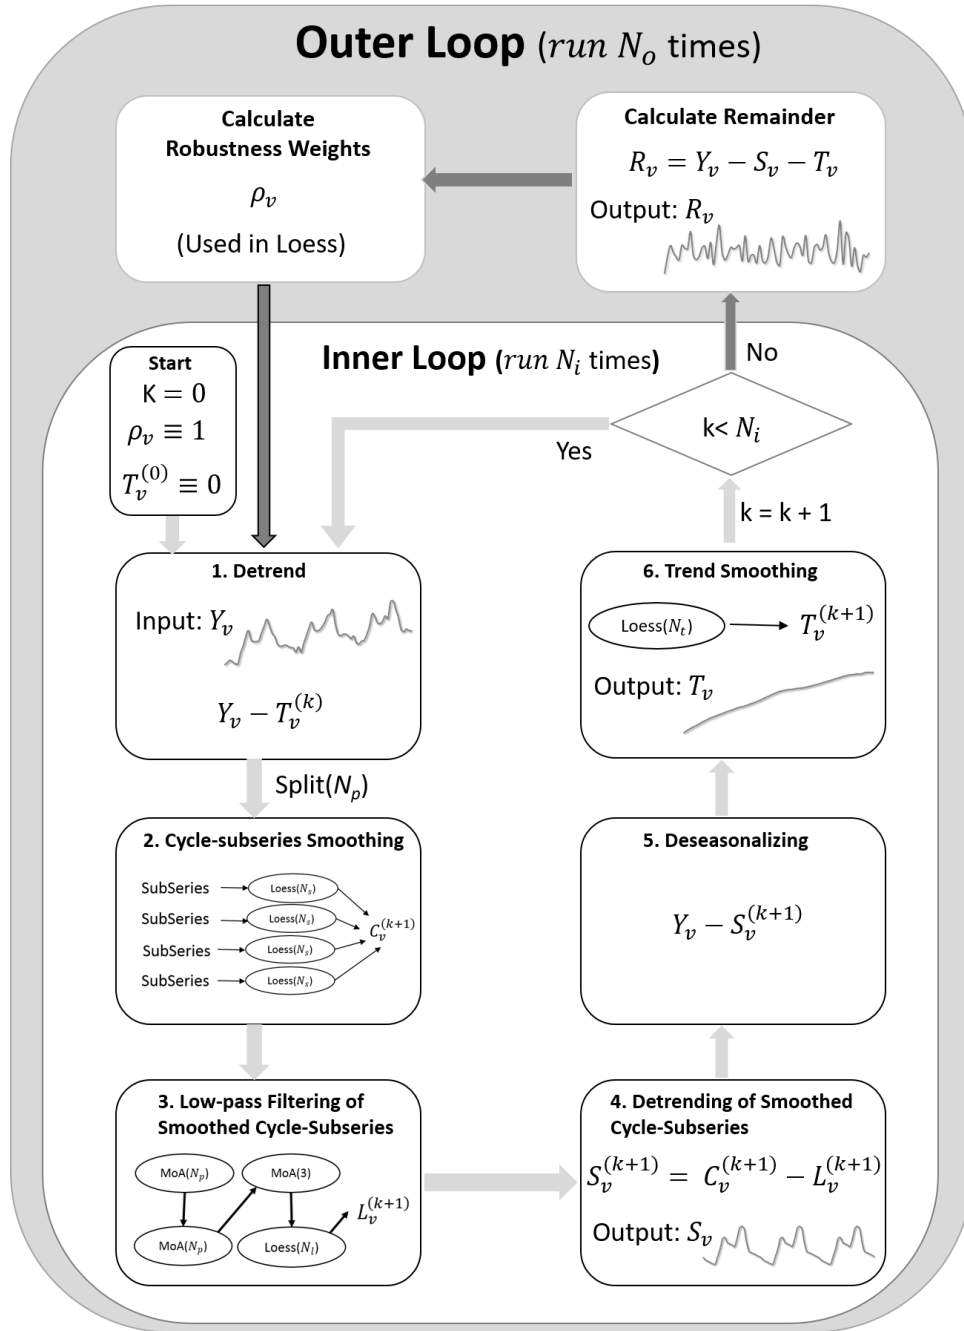 Outer Loop (run N_o times)
Calculate
Robustness Weights
ρ_v
(Used in Loess)
Calculate Remainder
R_v = Y_v − S_v − T_v
Output: R_v
Inner Loop (run N_i times)
Start
K = 0
ρ_v ≡ 1
T_v^(0) ≡ 0
No
k< N_i
Yes
k = k + 1
1. Detrend
Input: Y_v
Y_v − T_v^(k)
Split(N_p)
2. Cycle-subseries Smoothing
SubSeries Loess(N_s)
SubSeries Loess(N_s)
SubSeries Loess(N_s)
SubSeries Loess(N_s)
C_v^(k+1)
3. Low-pass Filtering of
Smoothed Cycle-Subseries
MoA(N_p) MoA(3)
MoA(N_p) Loess(N_l)
L_v^(k+1)
4. Detrending of Smoothed
Cycle-Subseries
S_v^(k+1) = C_v^(k+1) − L_v^(k+1)
Output: S_v
5. Deseasonalizing
Y_v − S_v^(k+1)
6. Trend Smoothing
Loess(N_t) T_v^(k+1)
Output: T_v